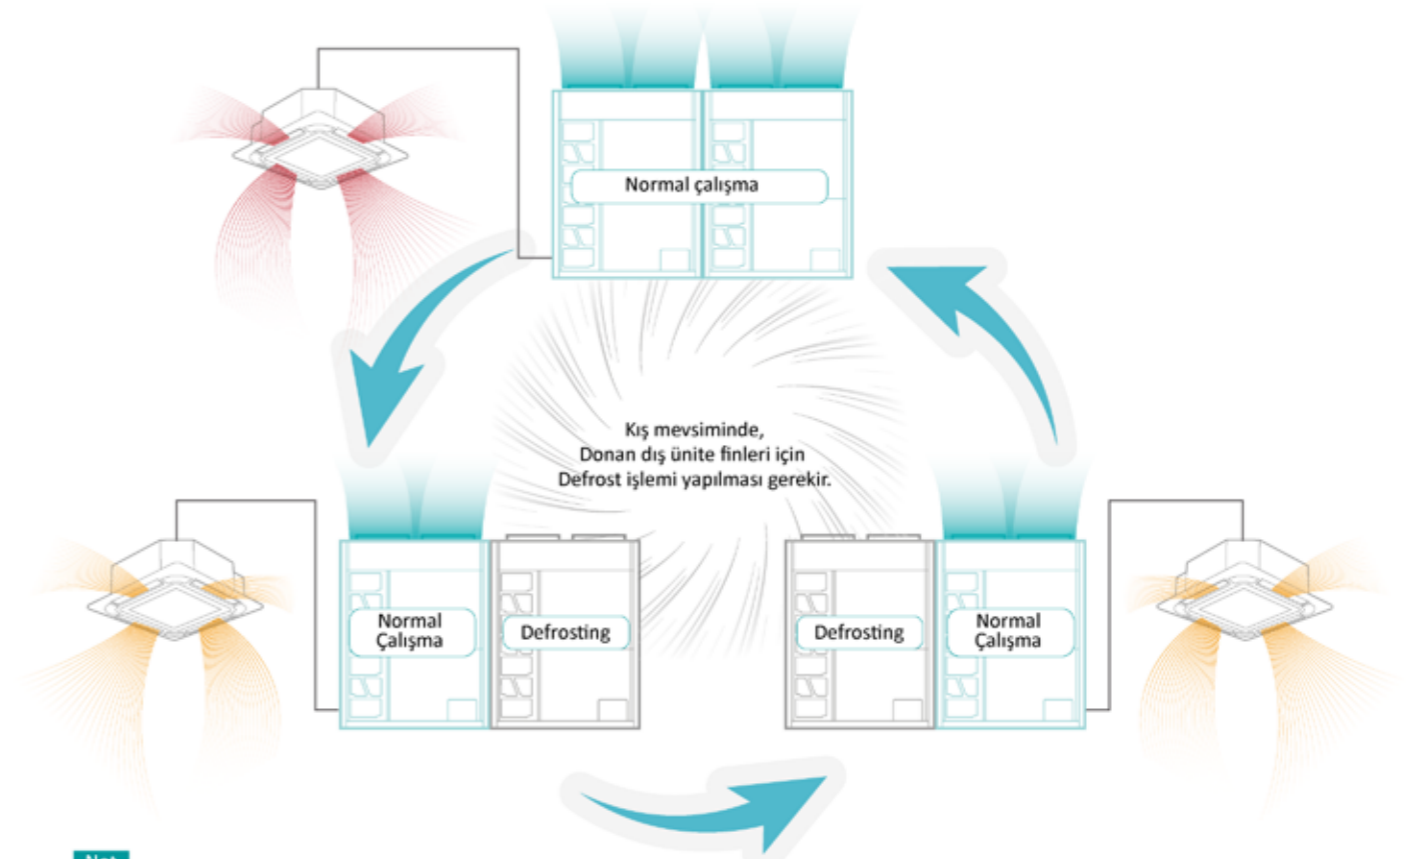 Normal çalışma
Kış mevsiminde,
Donan dış ünite finleri için
Defrost işlemi yapılması gerekir.
Normal
Çalışma
Defrosting
Defrosting
Normal
Çalışma